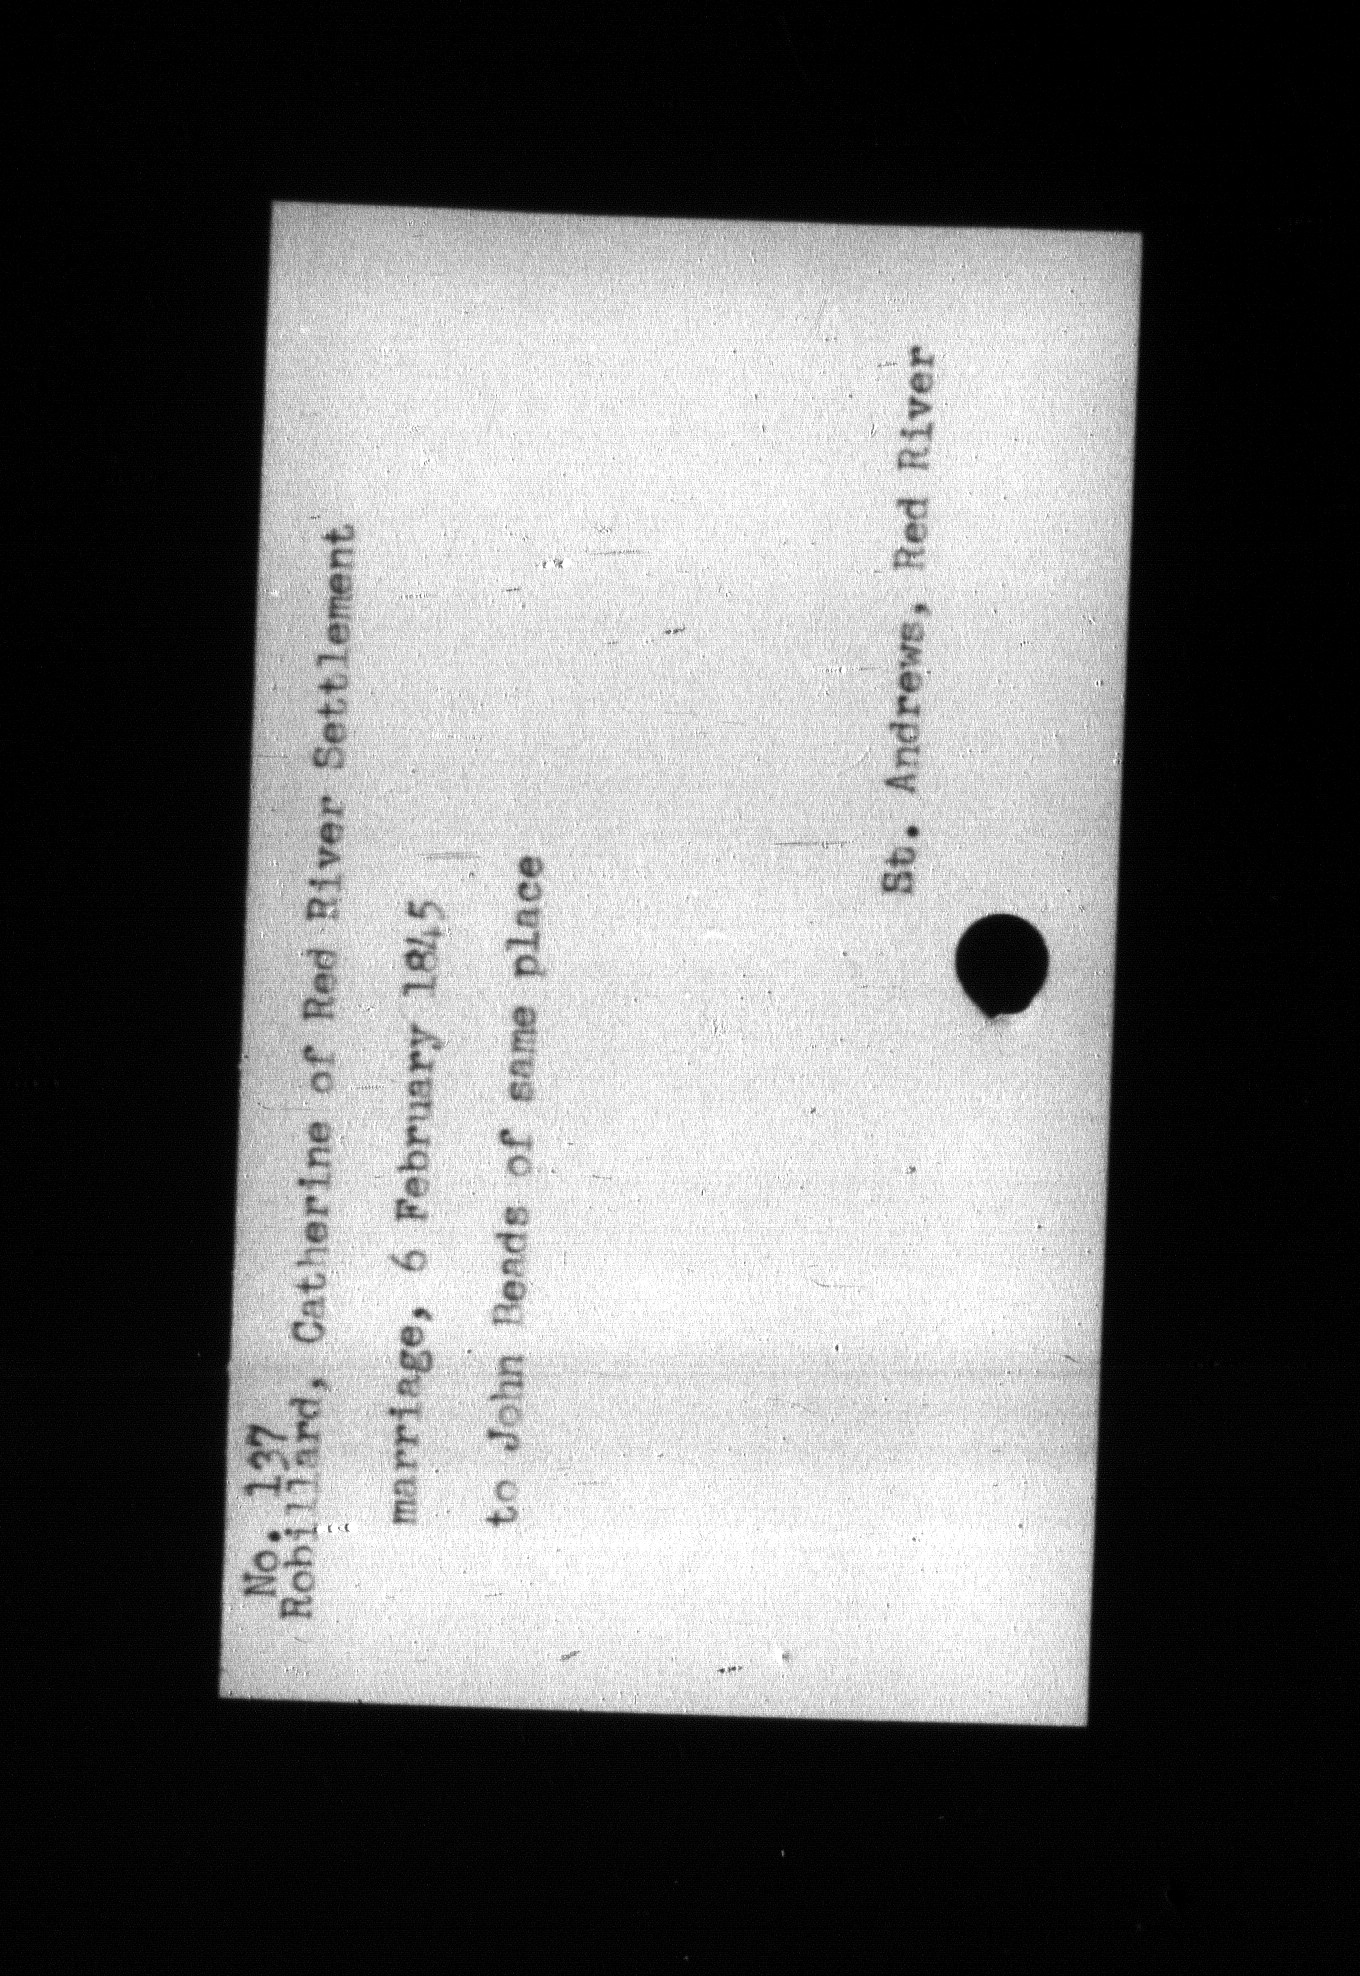 No. 137
Robillard, Catherine of Red River Settlement
marriage, 6 February 1845
to John Beads of same place
St. Andrews, Red River